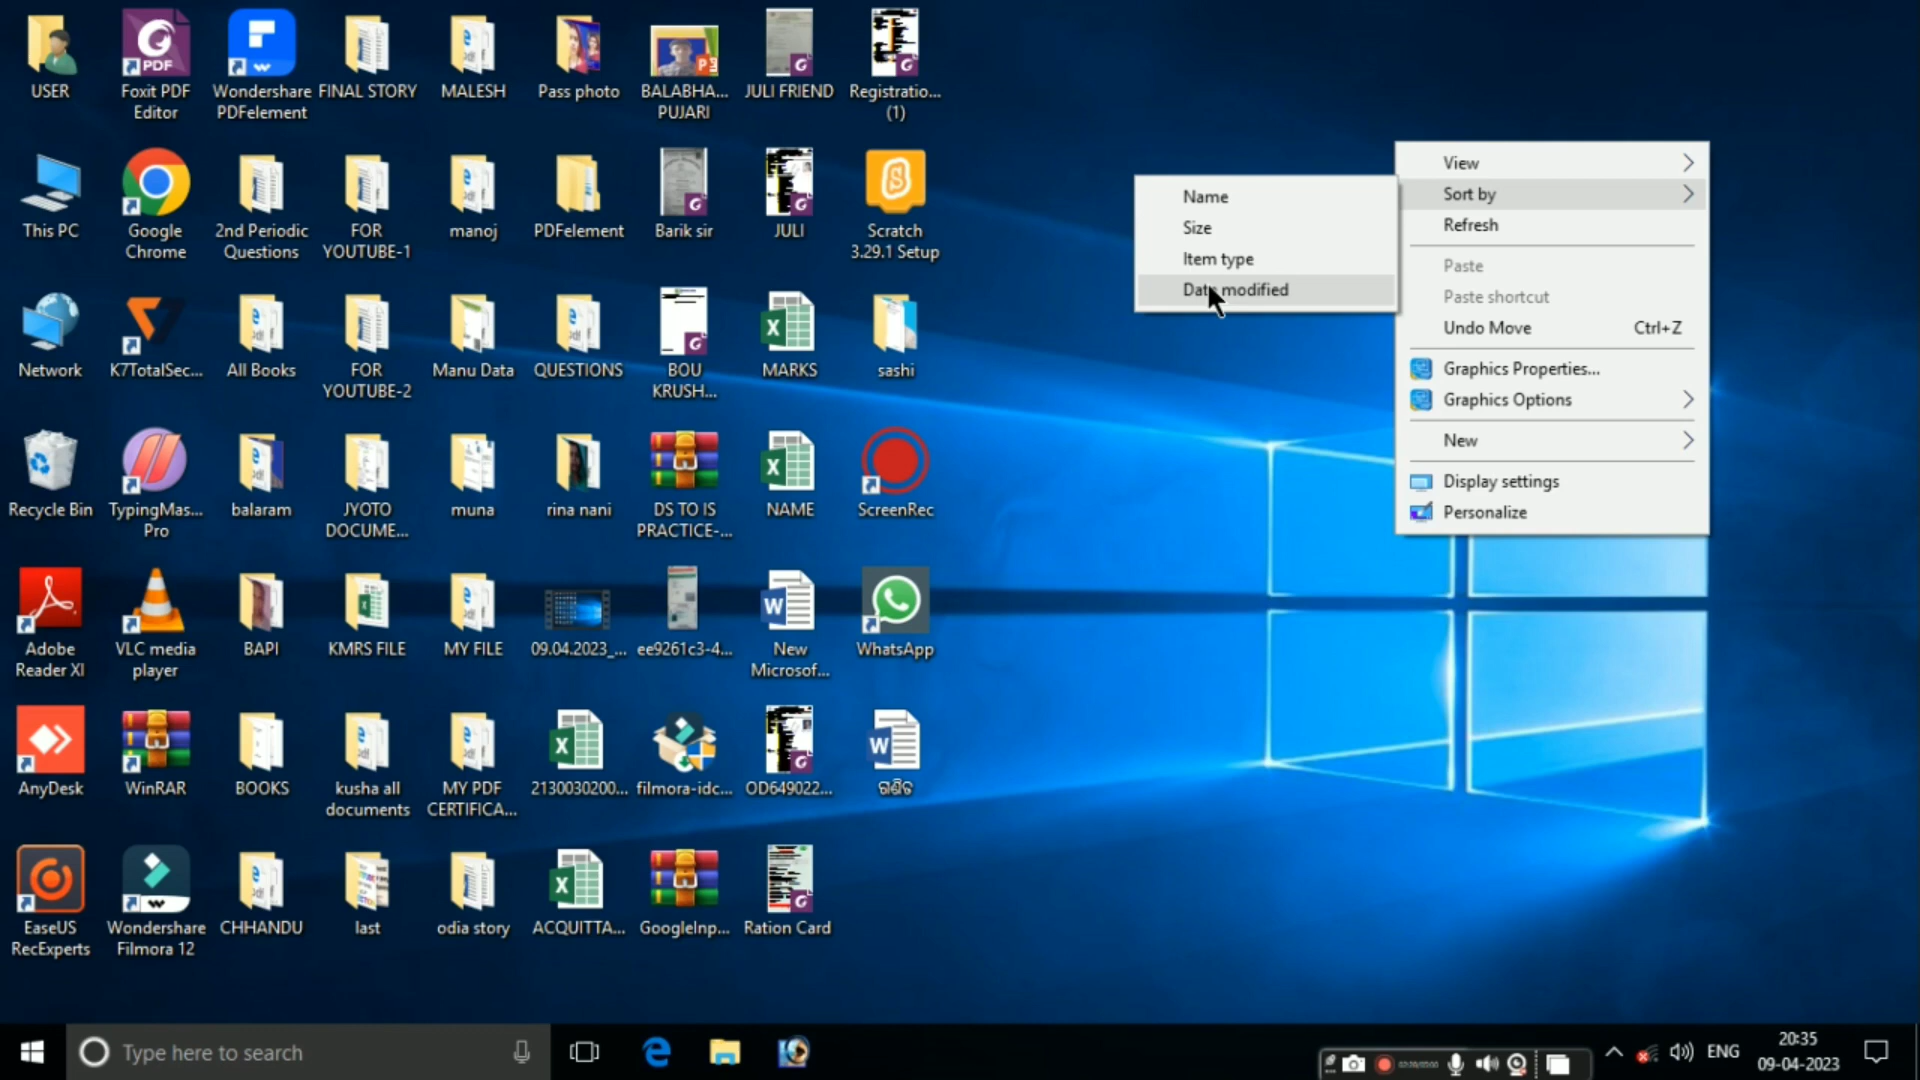 USER
Foxit PDF
Editor
Wondershare
PDFelement
FINAL STORY
MALESH
Pass photo
BALABHA...
PUJARI
JULI FRIEND
Registratio...
(1)
This PC
Google
Chrome
2nd Periodic
Questions
FOR
YOUTUBE-1
manoj
PDFelement
Barik sir
JULI
Scratch
3.29.1 Setup
Network
K7TotalSec...
All Books
FOR
YOUTUBE-2
Manu Data
QUESTIONS
BOU
KRUSH...
MARKS
sashi
Recycle Bin
TypingMas...
Pro
balaram
JYOTO
DOCUME...
muna
rina nani
DS TO IS
PRACTICE-...
NAME
ScreenRec
Adobe
Reader XI
VLC media
player
BAPI
KMRS FILE
MY FILE
09.04.2023_...
ee9261c3-4...
New
Microsof...
WhatsApp
AnyDesk
WinRAR
BOOKS
kusha all
documents
MY PDF
CERTIFICA...
2130030200...
filmora-idc...
OD649022...
EaseUS
RecExperts
Wondershare
Filmora 12
CHHANDU
last
odia story
ACQUITTA...
GoogleInp...
Ration Card
Name
Size
Item type
Date modified
View
Sort by
Refresh
Paste
Paste shortcut
Undo Move Ctrl+Z
Graphics Properties...
Graphics Options
New
Display settings
Personalize
Type here to search
ENG
20:35
09-04-2023